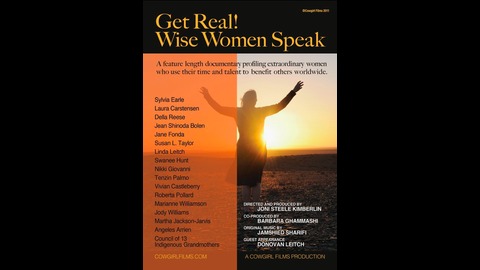 ©Cowgirl Films 2011
Get Real!
Wise Women Speak
A feature length documentary profiling extraordinary women
who use their time and talent to benefit others worldwide.
Sylvia Earle
Laura Carstensen
Della Reese
Jean Shinoda Bolen
Jane Fonda
Susan L. Taylor
Linda Leitch
Swanee Hunt
Nikki Giovanni
Tenzin Palmo
Vivian Castleberry
Roberta Pollard
Marianne Williamson
Jody Williams
Martha Jackson-Jarvis
Angeles Arrien
Council of 13
Indigenous Grandmothers
DIRECTED AND PRODUCED BY
JONI STEELE KIMBERLIN
CO-PRODUCED BY
BARBARA GHAMMASHI
ORIGINAL MUSIC BY
JAMSHIED SHARIFI
GUEST APPEARANCE
DONOVAN LEITCH
COWGIRLFILMS.COM
A COWGIRL FILMS PRODUCTION